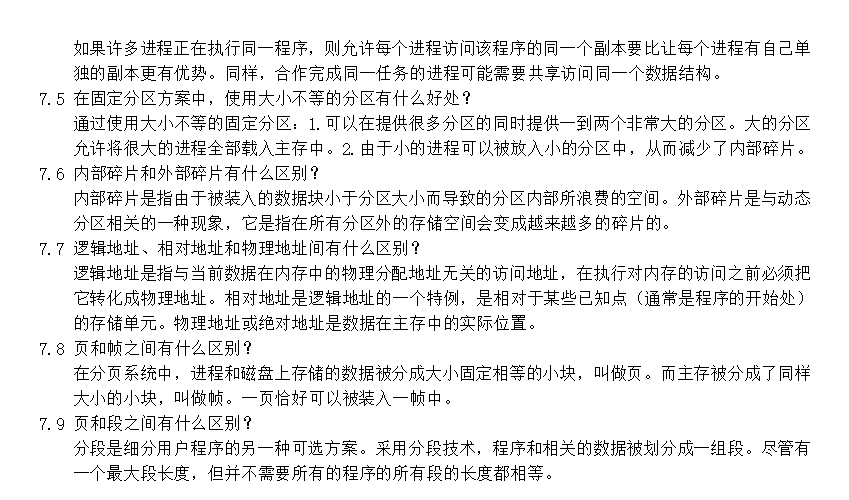 如果许多进程正在执行同一程序，则允许每个进程访问该程序的同一个副本要比让每个进程有自己单
独的副本更有优势。同样，合作完成同一任务的进程可能需要共享访问同一个数据结构。
7.5 在固定分区方案中，使用大小不等的分区有什么好处？
通过使用大小不等的固定分区：1.可以在提供很多分区的同时提供一到两个非常大的分区。大的分区
允许将很大的进程全部载入主存中。2.由于小的进程可以被放入小的分区中，从而减少了内部碎片。
7.6 内部碎片和外部碎片有什么区别？
内部碎片是指由于被装入的数据块小于分区大小而导致的分区内部所浪费的空间。外部碎片是与动态
分区相关的一种现象，它是指在所有分区外的存储空间会变成越来越多的碎片的。
7.7 逻辑地址、相对地址和物理地址间有什么区别？
逻辑地址是指与当前数据在内存中的物理分配地址无关的访问地址，在执行对内存的访问之前必须把
它转化成物理地址。相对地址是逻辑地址的一个特例，是相对于某些已知点（通常是程序的开始处）
的存储单元。物理地址或绝对地址是数据在主存中的实际位置。
7.8 页和帧之间有什么区别？
在分页系统中，进程和磁盘上存储的数据被分成大小固定相等的小块，叫做页。而主存被分成了同样
大小的小块，叫做帧。一页恰好可以被装入一帧中。
7.9 页和段之间有什么区别？
分段是细分用户程序的另一种可选方案。采用分段技术，程序和相关的数据被划分成一组段。尽管有
一个最大段长度，但并不需要所有的程序的所有段的长度都相等。